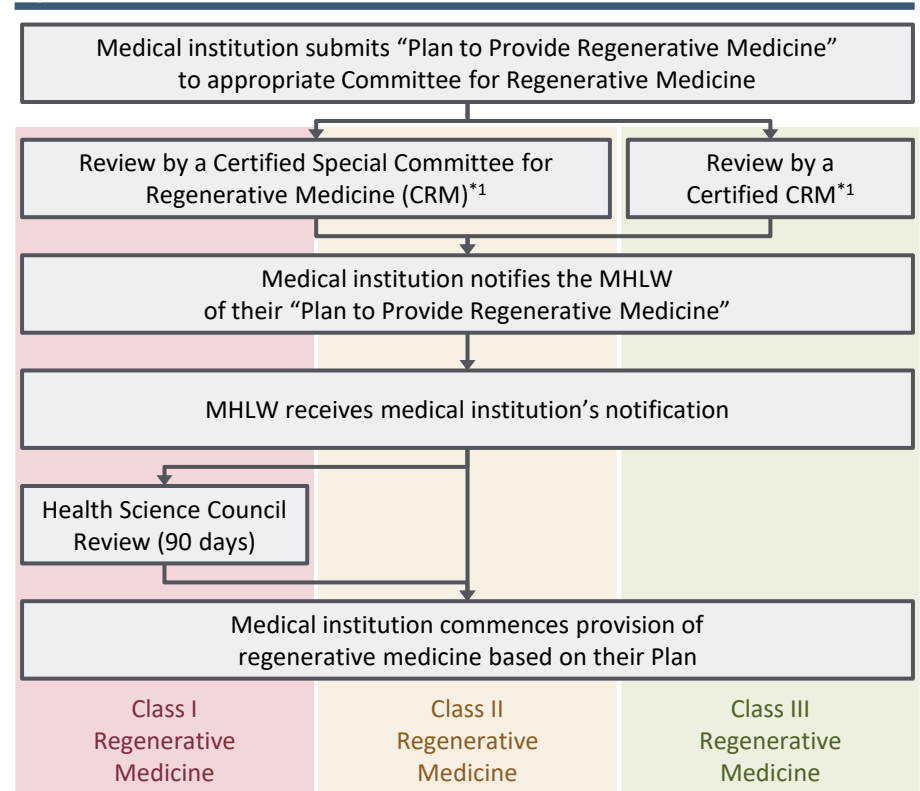 Medical institution submits “Plan to Provide Regenerative Medicine”
to appropriate Committee for Regenerative Medicine
Review by a Certified Special Committee for
Regenerative Medicine (CRM)*1
Review by a
Certified CRM*1
Medical institution notifies the MHLW
of their “Plan to Provide Regenerative Medicine”
MHLW receives medical institution’s notification
Health Science Council
Review (90 days)
Medical institution commences provision of
regenerative medicine based on their Plan
Class I
Regenerative
Medicine
Class II
Regenerative
Medicine
Class III
Regenerative
Medicine